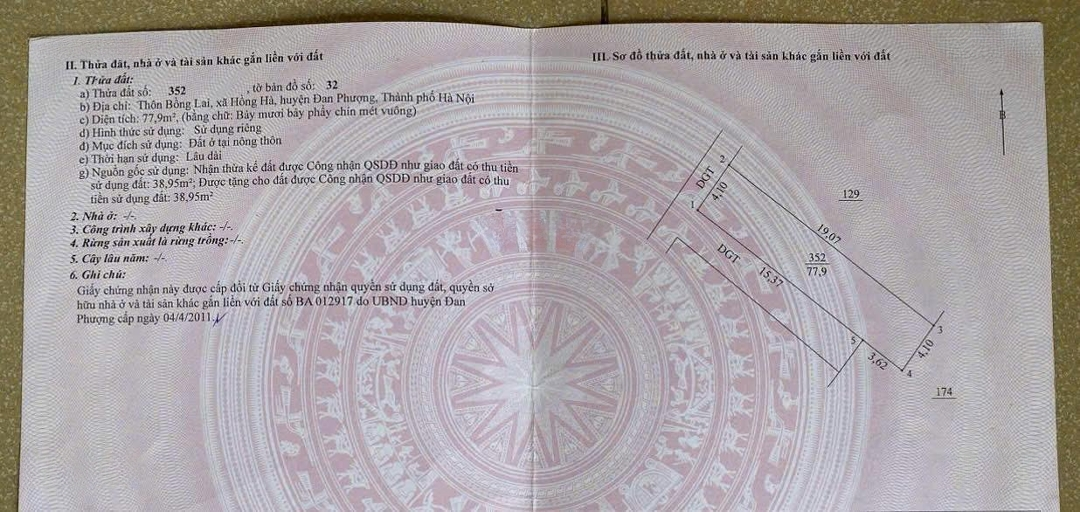 II. Thửa đất, nhà ở và tài sản khác gắn liền với đất
1. Thửa đất:
a) Thửa đất số: 352 , tờ bản đồ số: 32
b) Địa chỉ: Thôn Bồng Lai, xã Hồng Hà, huyện Đan Phượng, Thành phố Hà Nội
c) Diện tích: 77,9m², (bằng chữ: Bảy mươi bảy phẩy chín mét vuông)
d) Hình thức sử dụng: Sử dụng riêng
đ) Mục đích sử dụng: Đất ở tại nông thôn
e) Thời hạn sử dụng: Lâu dài
g) Nguồn gốc sử dụng: Nhận thừa kế đất được Công nhận QSDĐ như giao đất có thu tiền
sử dụng đất: 38,95m²; Được tặng cho đất được Công nhận QSDĐ như giao đất có thu
tiền sử dụng đất: 38,95m²
2. Nhà ở: -/-.
3. Công trình xây dựng khác: -/-.
4. Rừng sản xuất là rừng trồng:-/-.
5. Cây lâu năm: -/-.
6. Ghi chú:
Giấy chứng nhận này được cấp đổi từ Giấy chứng nhận quyền sử dụng đất, quyền sở
hữu nhà ở và tài sản khác gắn liền với đất số BA 012917 do UBND huyện Đan
Phượng cấp ngày 04/4/2011.
III. Sơ đồ thửa đất, nhà ở và tài sản khác gắn liền với đất
B
2
DGT
4,10
1
129
19,07
352
77,9
DGT
15,37
3
5
3,62
4,10
4
174